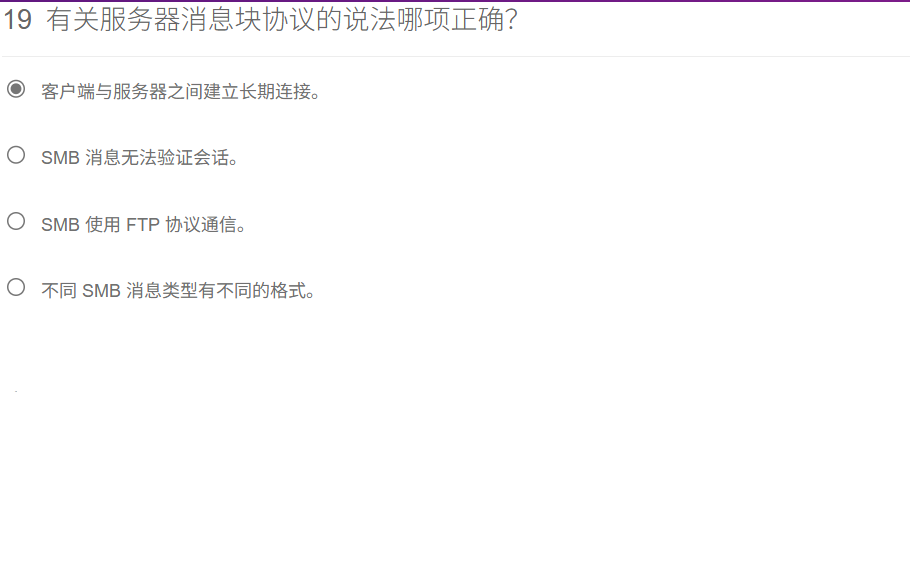 19 有关服务器消息块协议的说法哪项正确？
客户端与服务器之间建立长期连接。
SMB 消息无法验证会话。
SMB 使用 FTP 协议通信。
不同 SMB 消息类型有不同的格式。